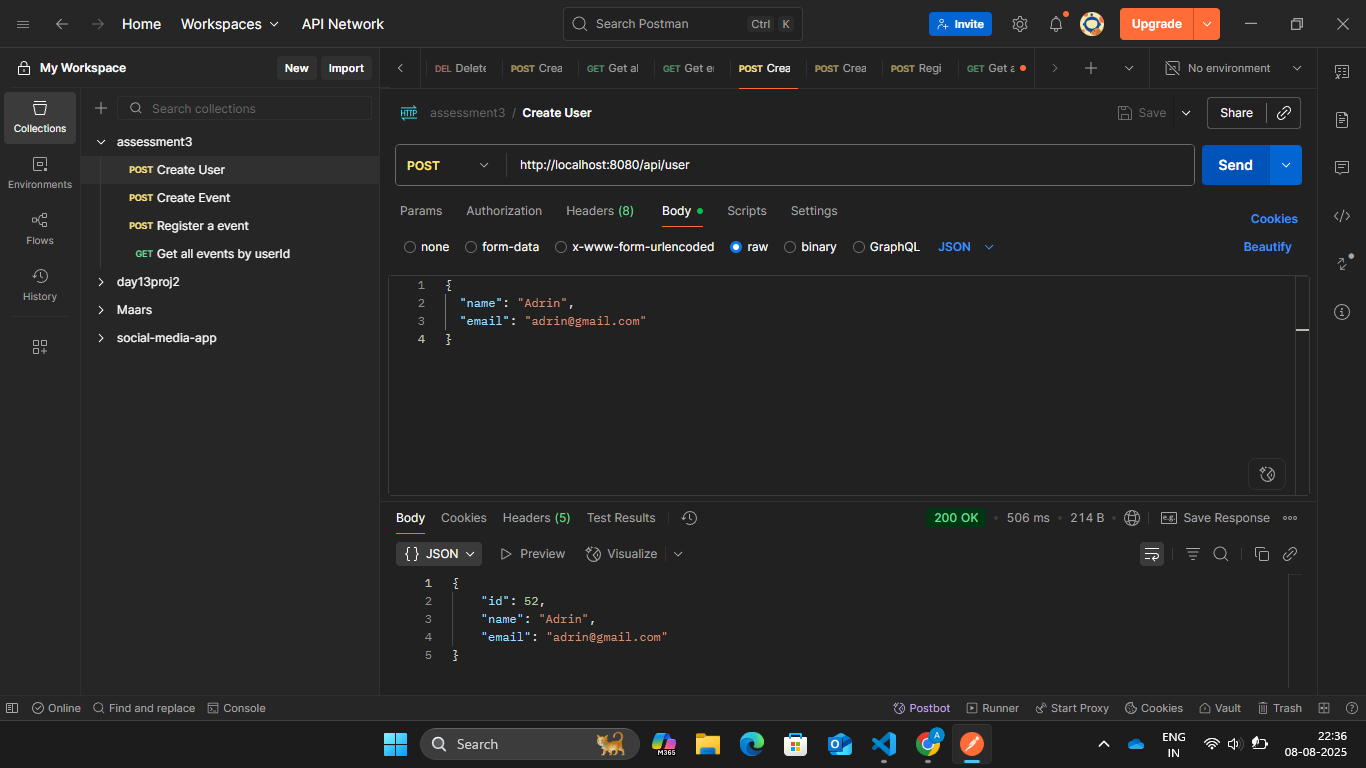 Home Workspaces API Network Search Postman Ctrl K Invite Upgrade
My Workspace New Import DEL Delete POST Crea GET Get al GET Get e POST Crea POST Crea POST Regi GET Get a No environment
Collections
Environments
Flows
History
Search collections
assessment3
POST Create User
POST Create Event
POST Register a event
GET Get all events by userId
day13proj2
Maars
social-media-app
HTTP assessment3 / Create User Save Share
POST http://localhost:8080/api/user Send
Params Authorization Headers (8) Body Scripts Settings Cookies
none form-data x-www-form-urlencoded raw binary GraphQL JSON Beautify
1 {
2 "name": "Adrin",
3 "email": "adrin@gmail.com"
4 }
Body Cookies Headers (5) Test Results 200 OK • 506 ms • 214 B • e.g. Save Response
{} JSON Preview Visualize
1 {
2 "id": 52,
3 "name": "Adrin",
4 "email": "adrin@gmail.com"
5 }
Online Find and replace Console Postbot Runner Start Proxy Cookies Vault Trash
Search M365 A ENG IN 22:36
08-08-2025